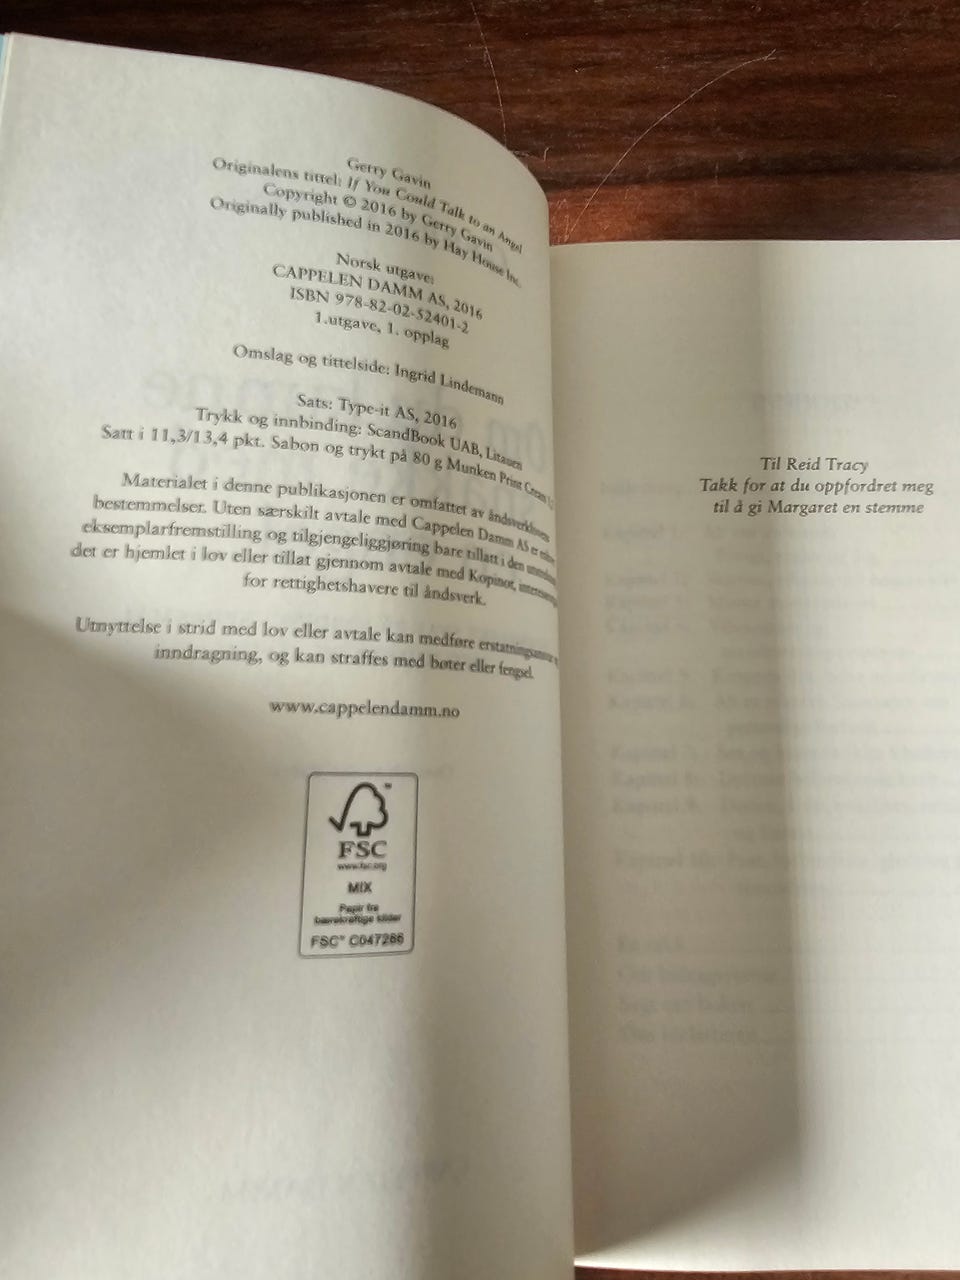 Gerry Gavin
Originalens tittel: If You Could Talk to an Angel
Copyright © 2016 by Gerry Gavin
Originally published in 2016 by Hay House Inc.
Norsk utgave:
CAPPELEN DAMM AS, 2016
ISBN 978-82-02-52401-2
1.utgave, 1. opplag
Omslag og tittelside: Ingrid Lindemann
Sats: Type-it AS, 2016
Trykk og innbinding: ScandBook UAB, Litauen
Satt i 11,3/13,4 pkt. Sabon og trykt på 80 g Munken Print Cream
Materialet i denne publikasjonen er omfattet av åndsverklovens
bestemmelser. Uten særskilt avtale med Cappelen Damm AS er
eksemplarfremstilling og tilgjengeliggjøring bare tillatt i den
det er hjemlet i lov eller tillat gjennom avtale med Kopinor,
for rettighetshavere til åndsverk.
Utnyttelse i strid med lov eller avtale kan medføre
inndragning, og kan straffes med bøter eller fengsel.
www.cappelendamm.no
FSC
www.fsc.org
MIX
Papir fra
bærekraftige kilder
FSC® C047266
Til Reid Tracy
Takk for at du oppfordret meg
til å gi Margaret en stemme